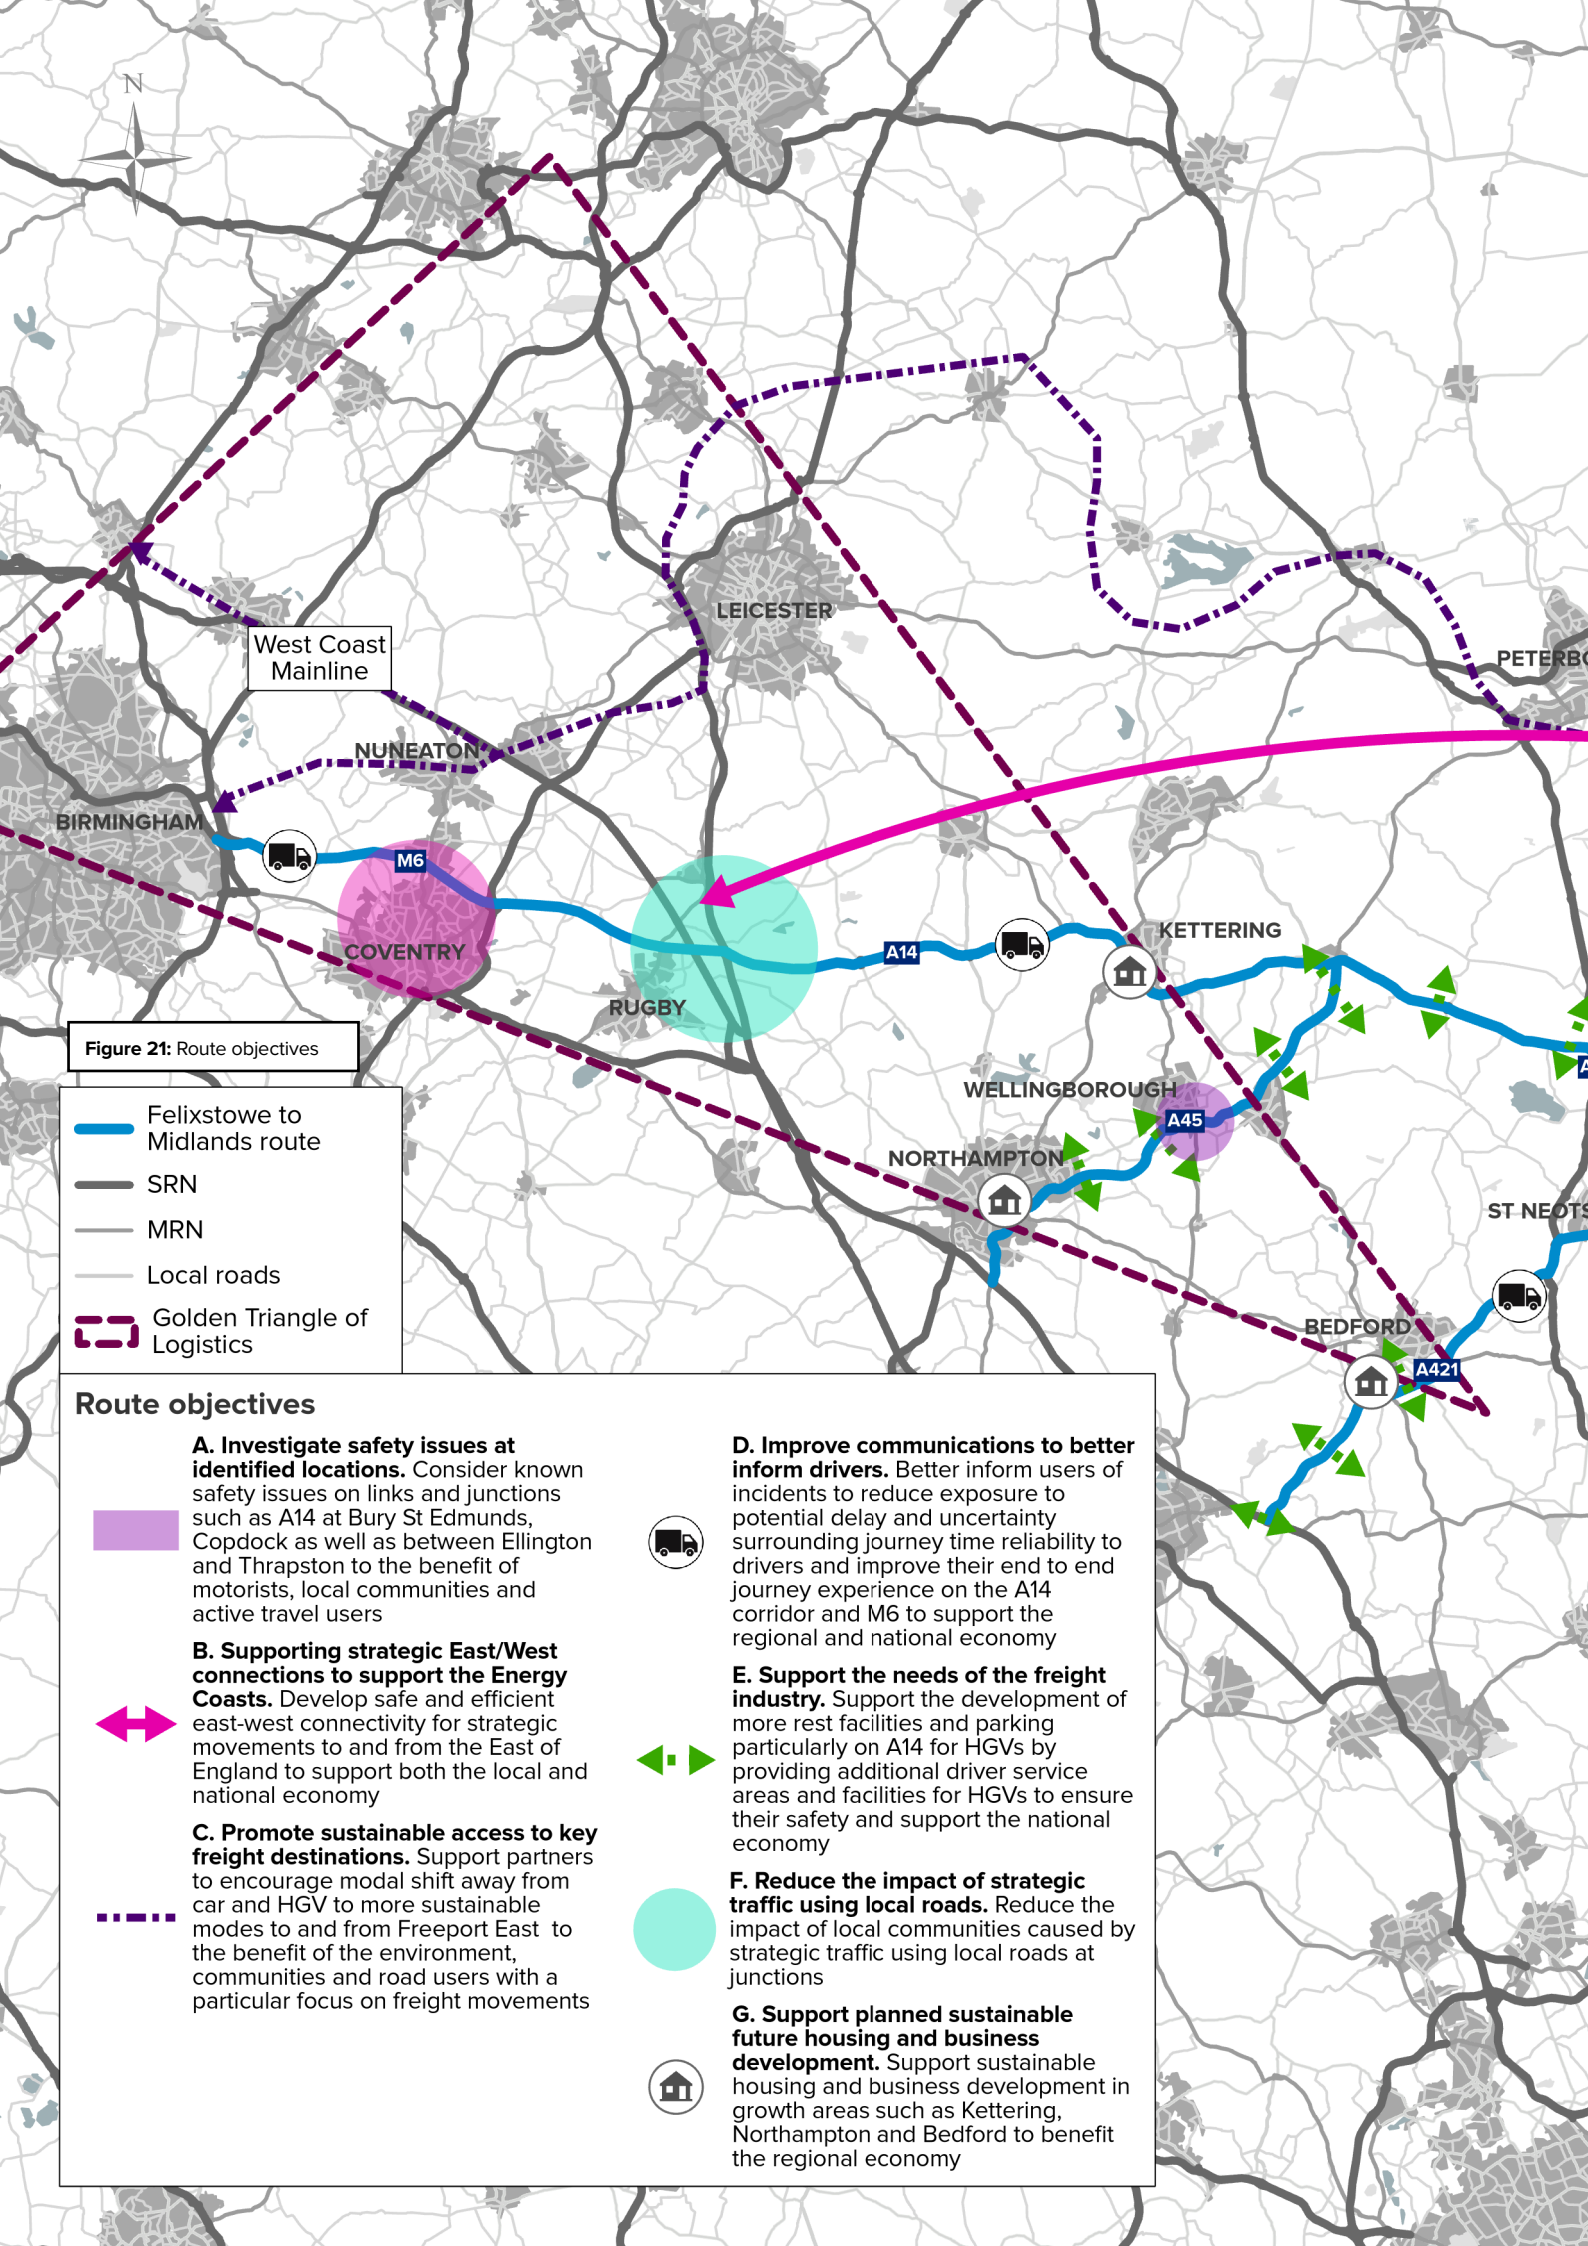 N
LEICESTER
PETERBO
West Coast
Mainline
NUNEATON
BIRMINGHAM
M6
COVENTRY
A14
KETTERING
RUGBY
Figure 21: Route objectives
WELLINGBOROUGH
A45
NORTHAMPTON
ST NEOTS
BEDFORD
A421
A
Felixstowe to
Midlands route
SRN
MRN
Local roads
Golden Triangle of
Logistics
Route objectives
A. Investigate safety issues at
identified locations. Consider known
safety issues on links and junctions
such as A14 at Bury St Edmunds,
Copdock as well as between Ellington
and Thrapston to the benefit of
motorists, local communities and
active travel users
B. Supporting strategic East/West
connections to support the Energy
Coasts. Develop safe and efficient
east-west connectivity for strategic
movements to and from the East of
England to support both the local and
national economy
C. Promote sustainable access to key
freight destinations. Support partners
to encourage modal shift away from
car and HGV to more sustainable
modes to and from Freeport East to
the benefit of the environment,
communities and road users with a
particular focus on freight movements
D. Improve communications to better
inform drivers. Better inform users of
incidents to reduce exposure to
potential delay and uncertainty
surrounding journey time reliability to
drivers and improve their end to end
journey experience on the A14
corridor and M6 to support the
regional and national economy
E. Support the needs of the freight
industry. Support the development of
more rest facilities and parking
particularly on A14 for HGVs by
providing additional driver service
areas and facilities for HGVs to ensure
their safety and support the national
economy
F. Reduce the impact of strategic
traffic using local roads. Reduce the
impact of local communities caused by
strategic traffic using local roads at
junctions
G. Support planned sustainable
future housing and business
development. Support sustainable
housing and business development in
growth areas such as Kettering,
Northampton and Bedford to benefit
the regional economy